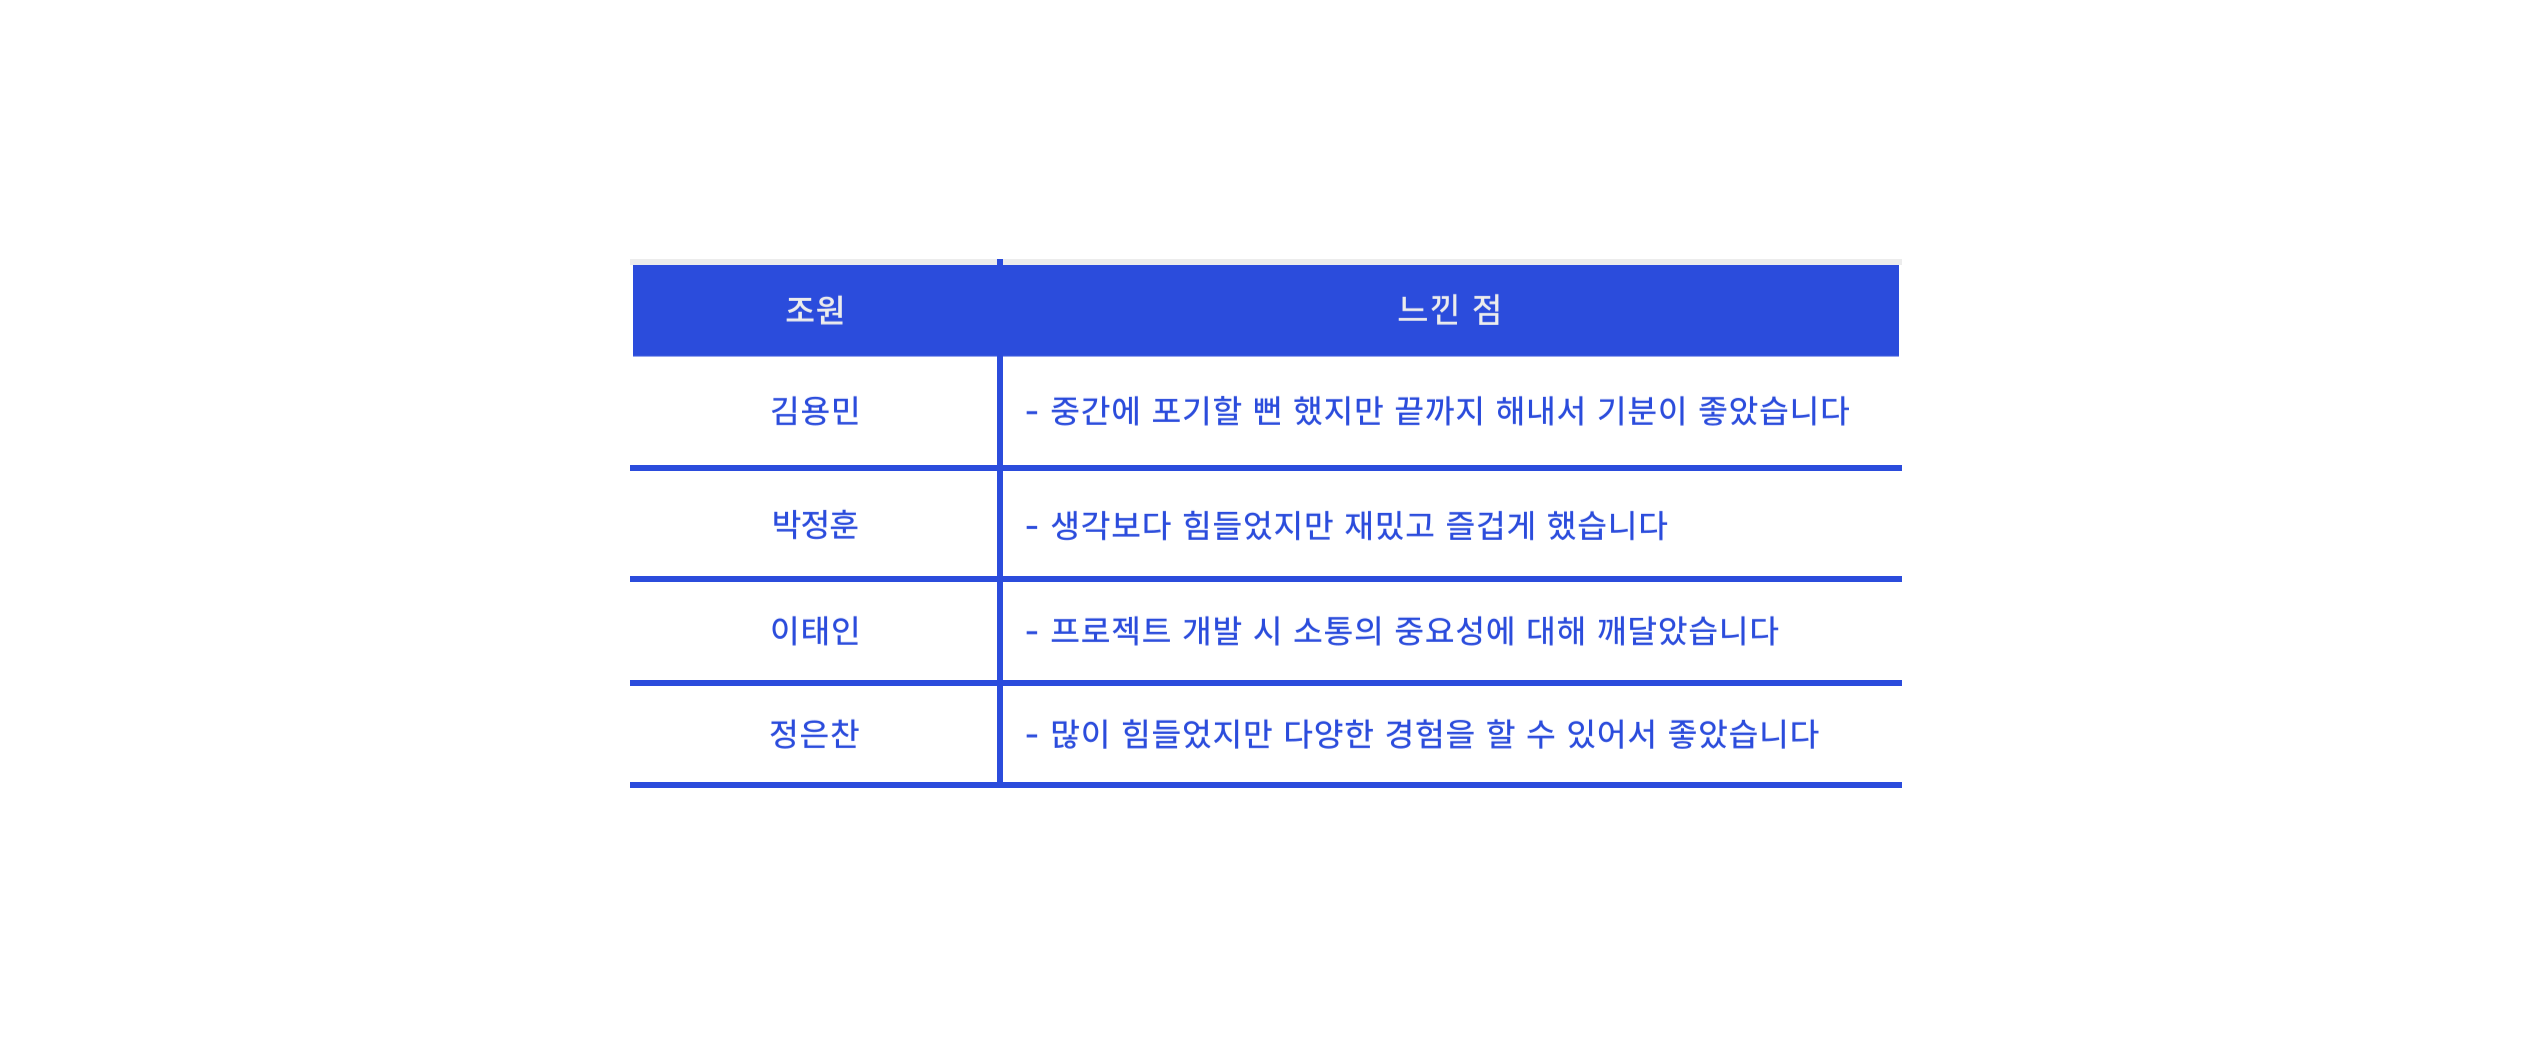 조원 느낀 점
김용민 - 중간에 포기할 뻔 했지만 끝까지 해내서 기분이 좋았습니다
박정훈 - 생각보다 힘들었지만 재밌고 즐겁게 했습니다
이태인 - 프로젝트 개발 시 소통의 중요성에 대해 깨달았습니다
정은찬 - 많이 힘들었지만 다양한 경험을 할 수 있어서 좋았습니다